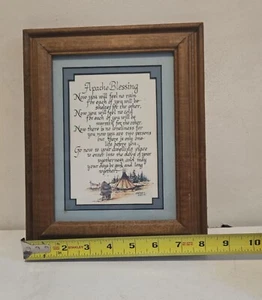 Apache Blessing
Now you will feel no rain
For each of you will be
shelter for the other.
Now you will feel no cold
For each of you will be
warmth for the other.
Now there is no loneliness for
you now you are two persons
but there is only one
life before you.
Go now to your dwelling place
to enter into the days of your
togetherness and may
your days be good and long
together.
1 2 3 4 5 6 7 8 9 10